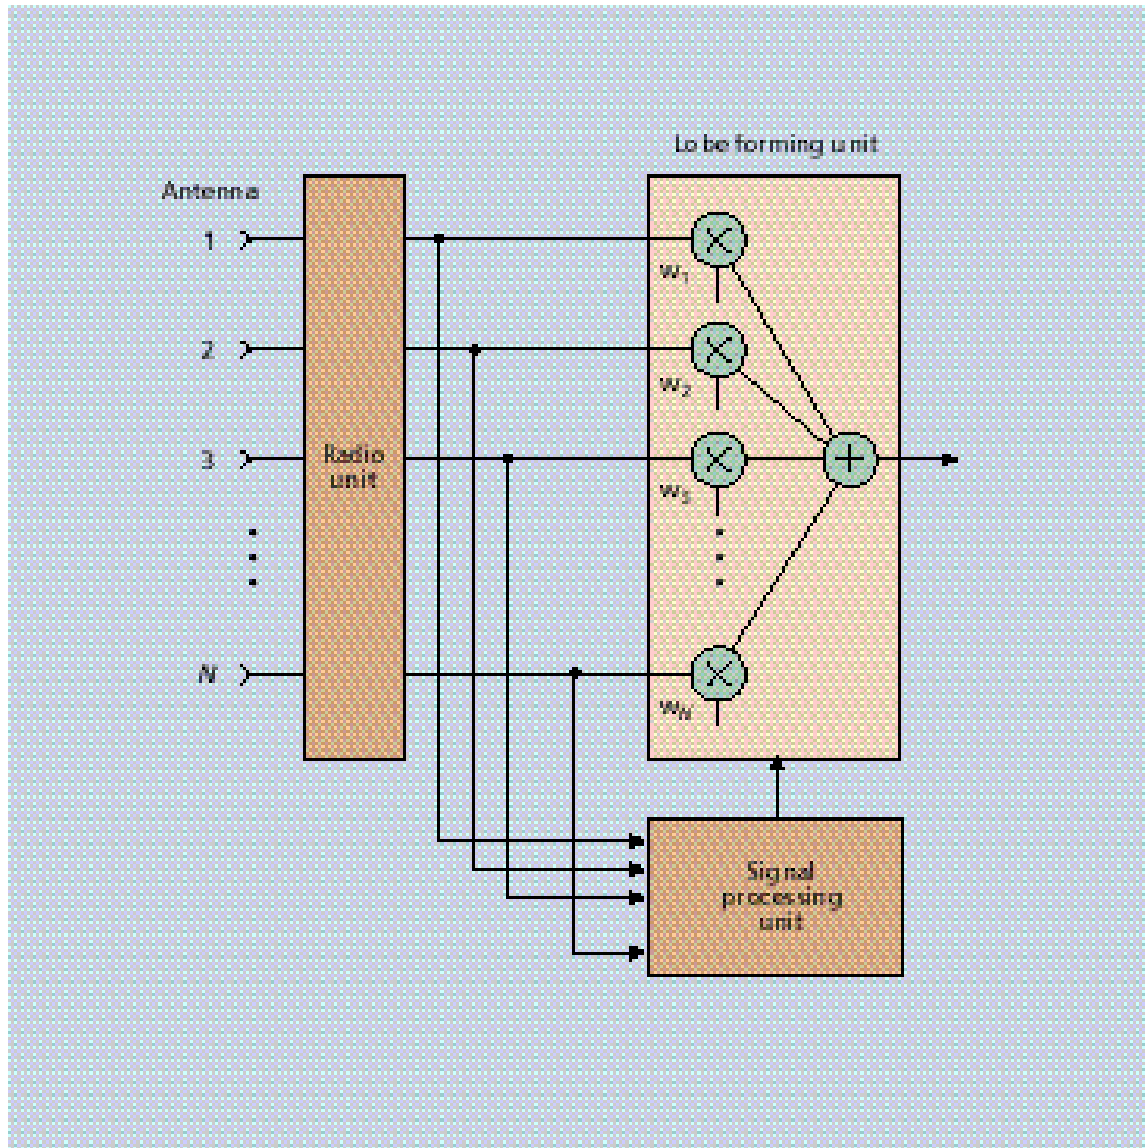 Lobe forming unit
Antenna
1
w1
2
w2
3
Radio
unit
w3
N
wN
Signal
processing
unit